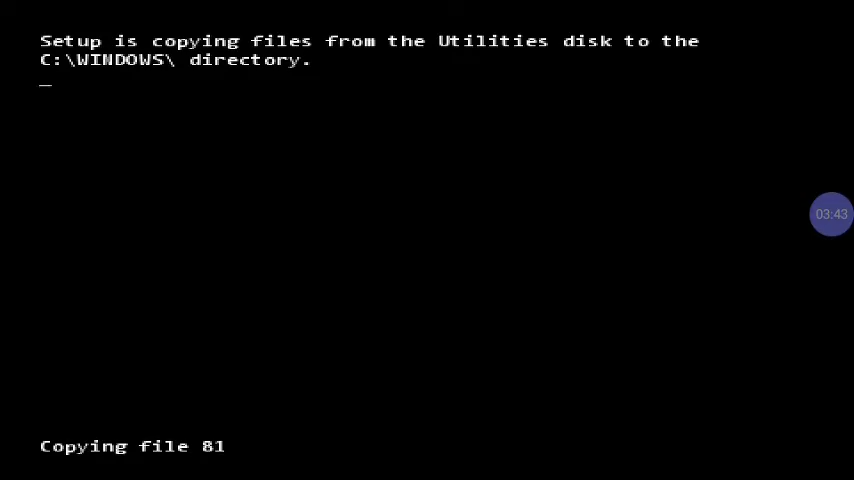 Setup is copying files from the Utilities disk to the
C:\WINDOWS\ directory.
_
03:43
Copying file 81